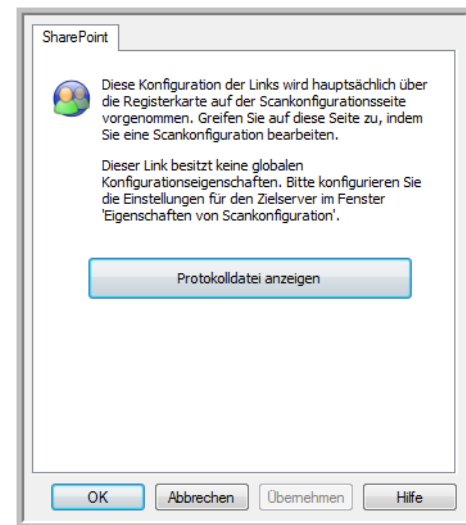 SharePoint
Diese Konfiguration der Links wird hauptsächlich über
die Registerkarte auf der Scankonfigurationsseite
vorgenommen. Greifen Sie auf diese Seite zu, indem
Sie eine Scankonfiguration bearbeiten.
Dieser Link besitzt keine globalen
Konfigurationseigenschaften. Bitte konfigurieren Sie
die Einstellungen für den Zielserver im Fenster
'Eigenschaften von Scankonfiguration'.
Protokolldatei anzeigen
OK Abbrechen Übernehmen Hilfe